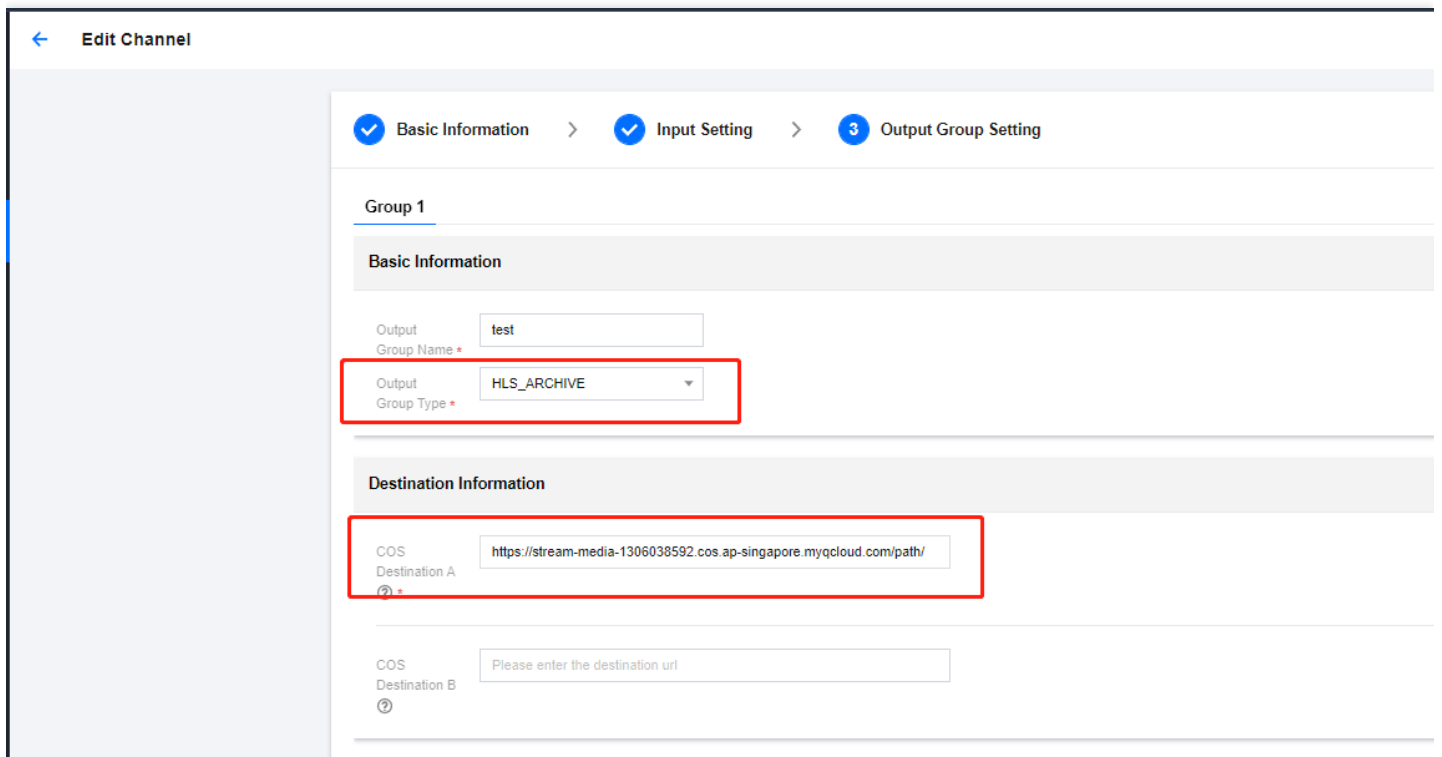 Edit Channel
Basic Information
Input Setting
3
Output Group Setting
Group 1
Basic Information
Output
Group Name *
test
Output
Group Type *
HLS_ARCHIVE
Destination Information
COS
Destination A
? *
https://stream-media-1306038592.cos.ap-singapore.myqcloud.com/path/
COS
Destination B
?
Please enter the destination url